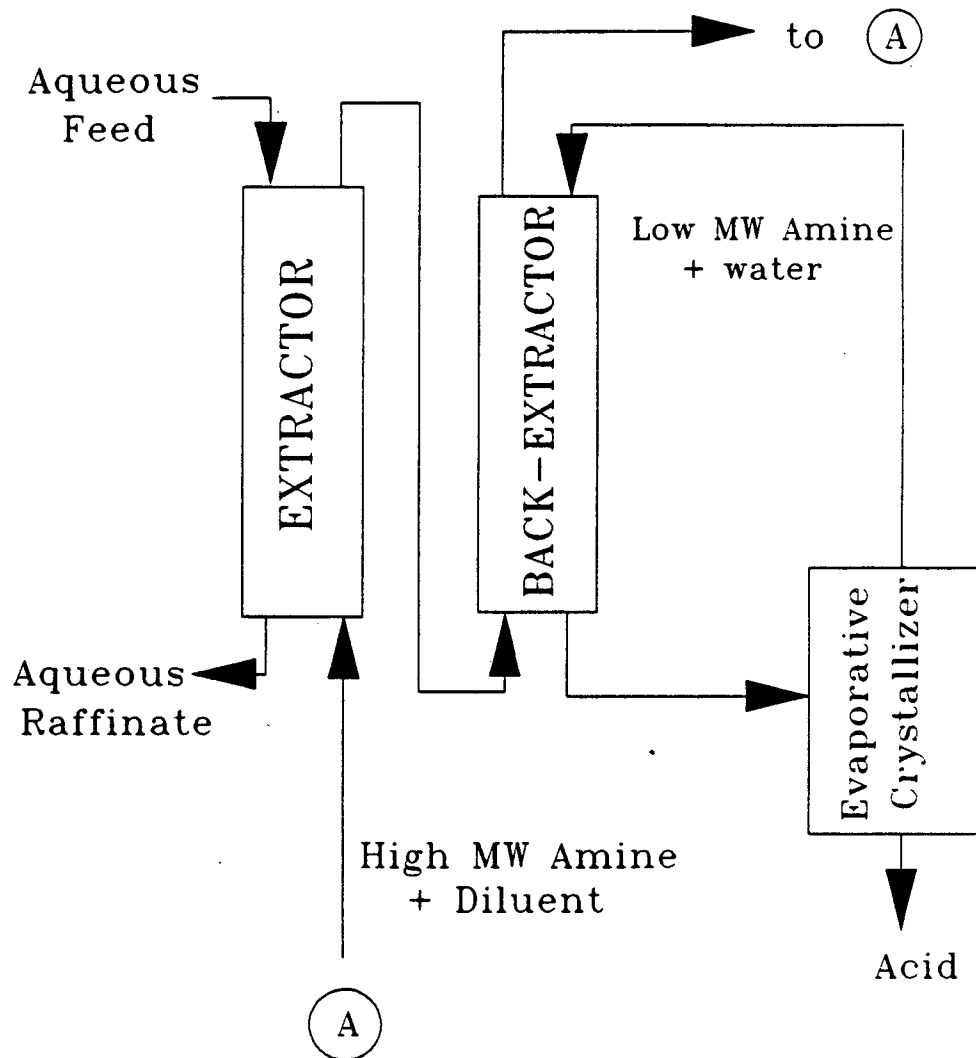 to A
Aqueous
Feed
Low MW Amine
+ water
EXTRACTOR
BACK-EXTRACTOR
Evaporative
Crystallizer
Aqueous
Raffinate
High MW Amine
+ Diluent
Acid
A